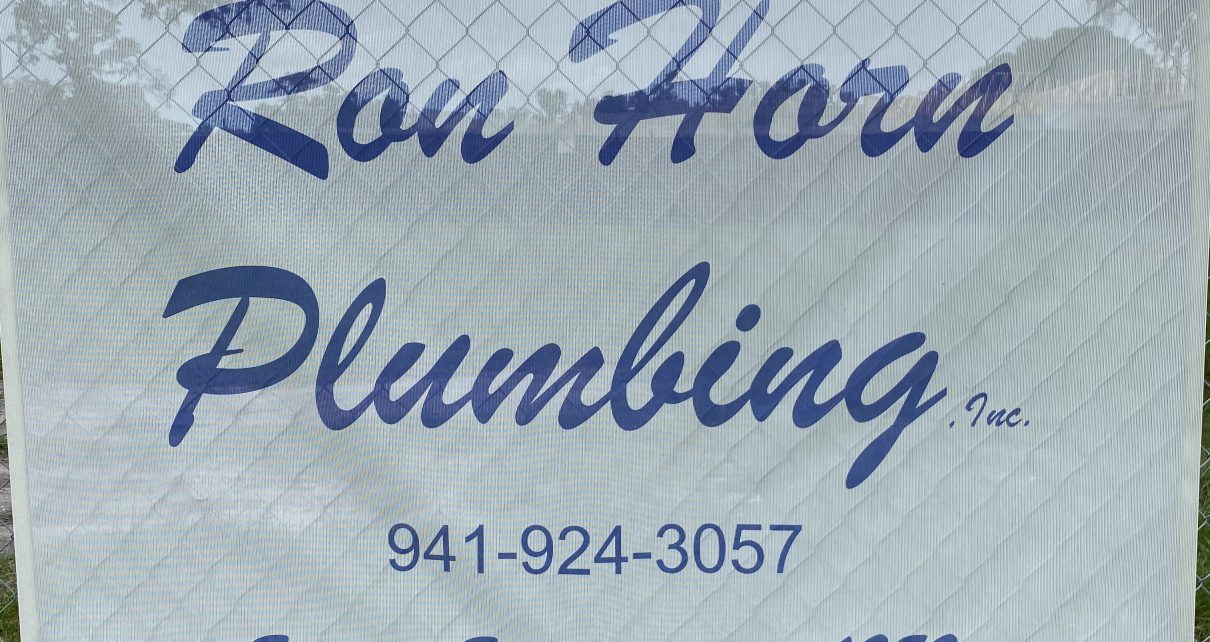 Ron Horn
Plumbing, Inc.
941-924-3057